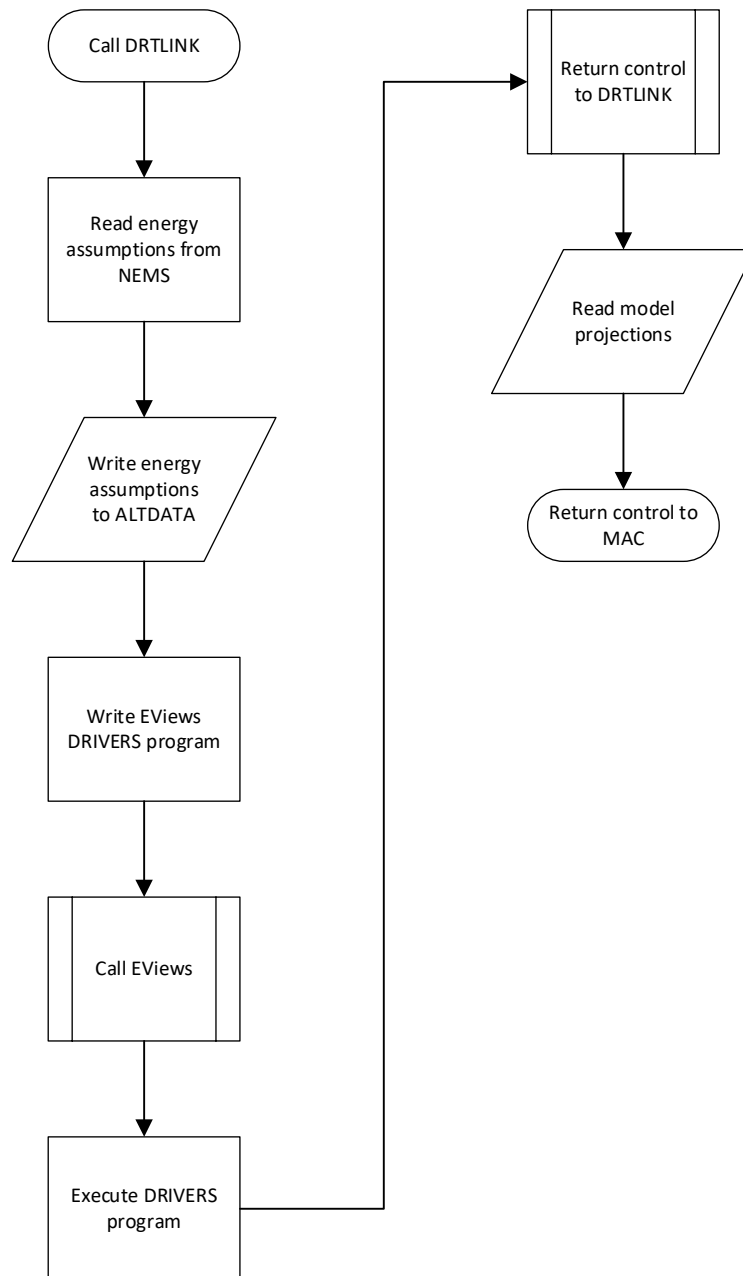 Call DRTLINK
Read energy
assumptions from
NEMS
Write energy
assumptions
to ALTDATA
Write EViews
DRIVERS program
Call EViews
Execute DRIVERS
program
Return control
to DRTLINK
Read model
projections
Return control to
MAC